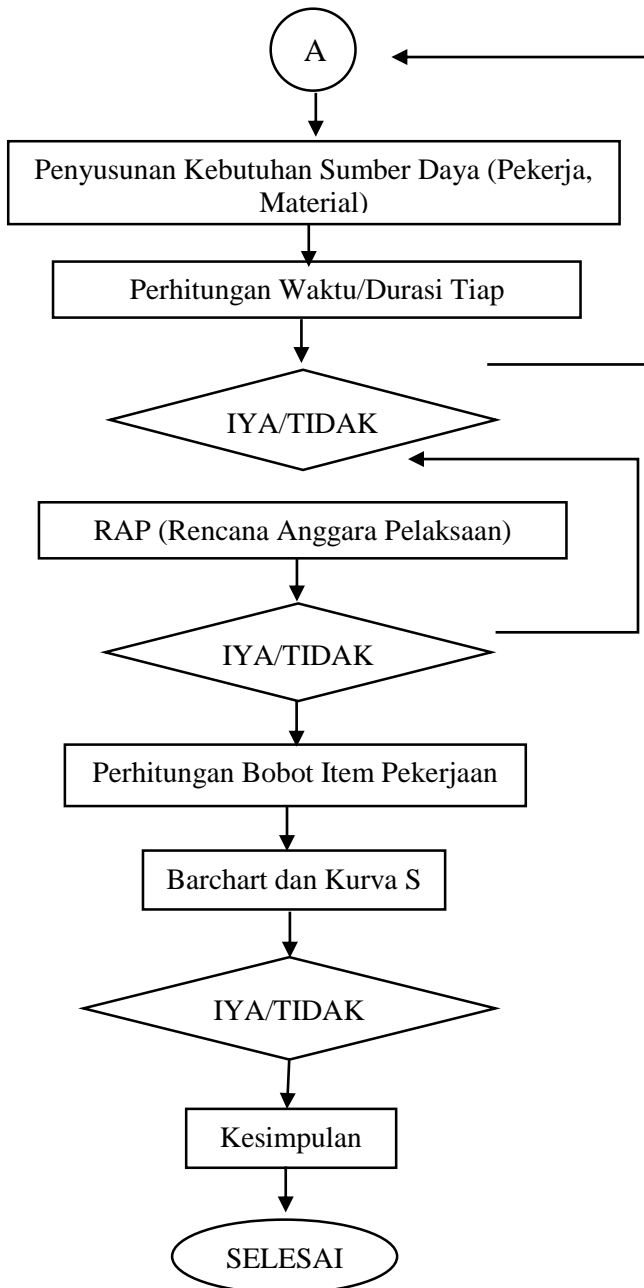 A
Penyusunan Kebutuhan Sumber Daya (Pekerja,
Material)
Perhitungan Waktu/Durasi Tiap
IYA/TIDAK
RAP (Rencana Anggara Pelaksaan)
IYA/TIDAK
Perhitungan Bobot Item Pekerjaan
Barchart dan Kurva S
IYA/TIDAK
Kesimpulan
SELESAI